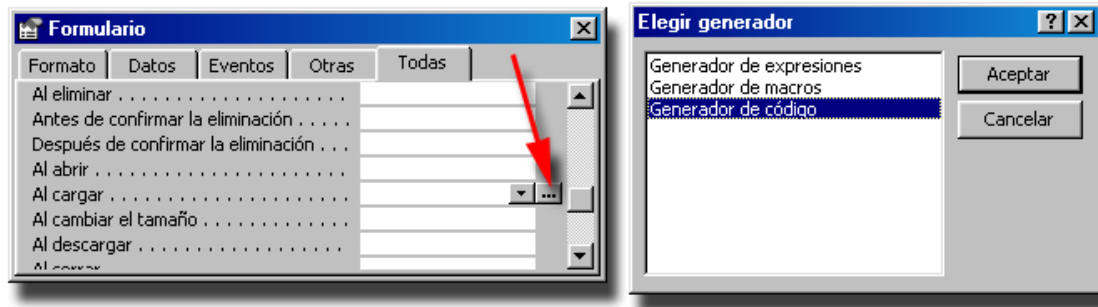 Formulario
Formato Datos Eventos Otras Todas
Al eliminar . . . . . . . . . . . . . . . . . . . . .
Antes de confirmar la eliminación . . . . .
Después de confirmar la eliminación . . .
Al abrir . . . . . . . . . . . . . . . . . . . . . . . .
Al cargar . . . . . . . . . . . . . . . . . . . . . .
Al cambiar el tamaño . . . . . . . . . . . . . .
Al descargar . . . . . . . . . . . . . . . . . . .
Al cerrar
Elegir generador
Generador de expresiones
Generador de macros
Generador de código
Aceptar
Cancelar